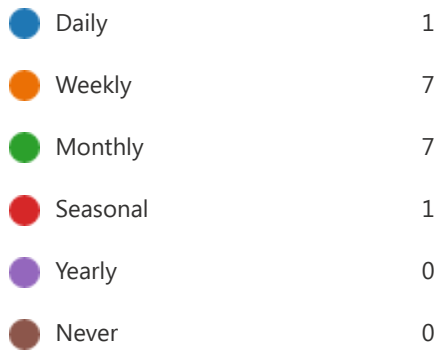 Daily 1
Weekly 7
Monthly 7
Seasonal 1
Yearly 0
Never 0